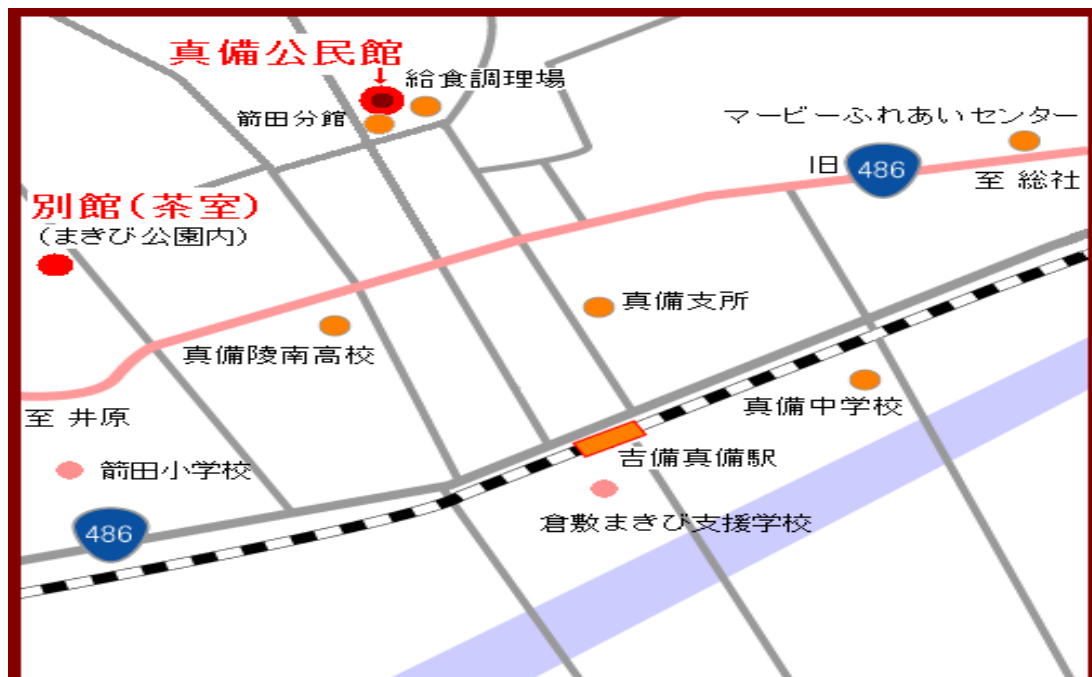 真備公民館
↓
給食調理場
箭田分館
マービーふれあいセンター
旧 486
至 総社
別館(茶室)
(まきび公園内)
真備支所
真備陵南高校
真備中学校
至 井原
吉備真備駅
箭田小学校
倉敷まきび支援学校
486